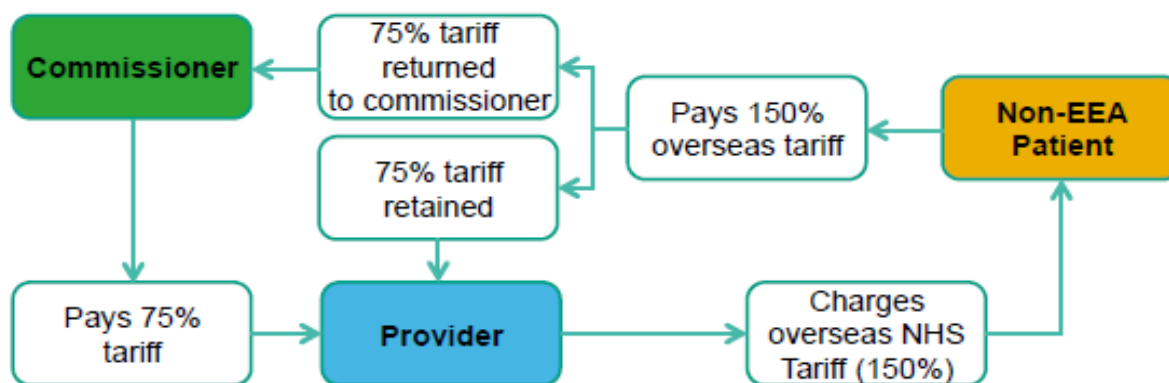 Commissioner
75% tariff
returned
to commissioner
Pays 150%
overseas tariff
Non-EEA
Patient
75% tariff
retained
Pays 75%
tariff
Provider
Charges
overseas NHS
Tariff (150%)